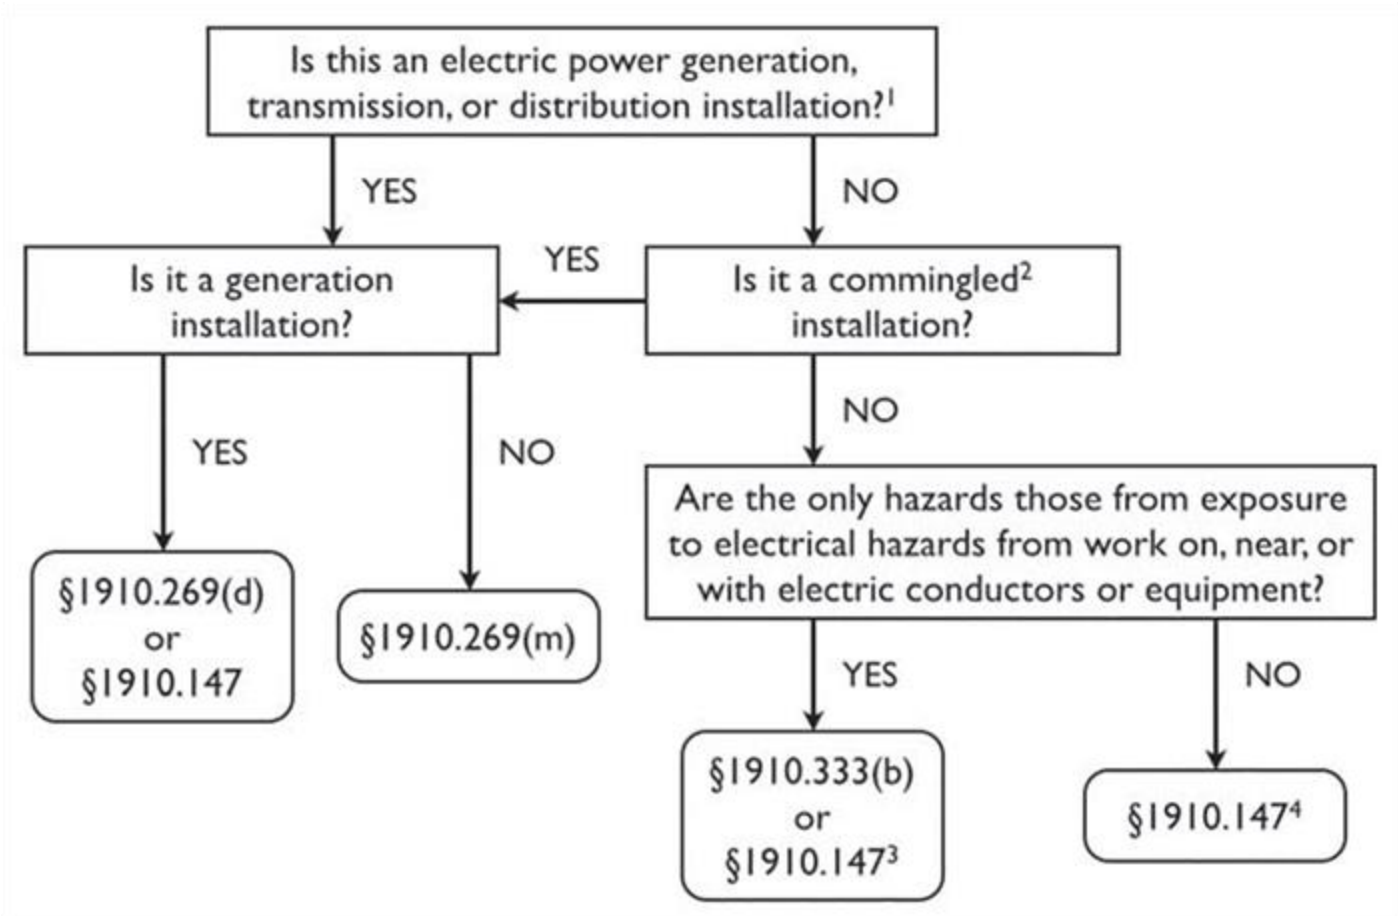 Is this an electric power generation,
transmission, or distribution installation?¹
YES
NO
Is it a generation
installation?
YES
Is it a commingled²
installation?
YES
NO
NO
Are the only hazards those from exposure
to electrical hazards from work on, near, or
with electric conductors or equipment?
§1910.269(d)
or
§1910.147
§1910.269(m)
YES
NO
§1910.333(b)
or
§1910.147³
§1910.147⁴